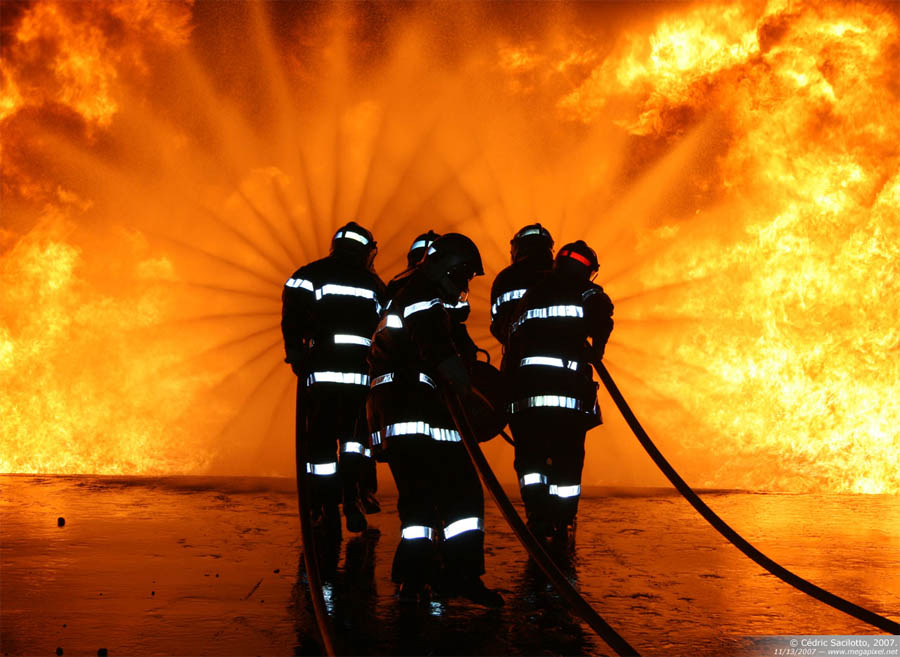 © Cédric Sacilotto, 2007.
11/13/2007 — www.megapixel.net